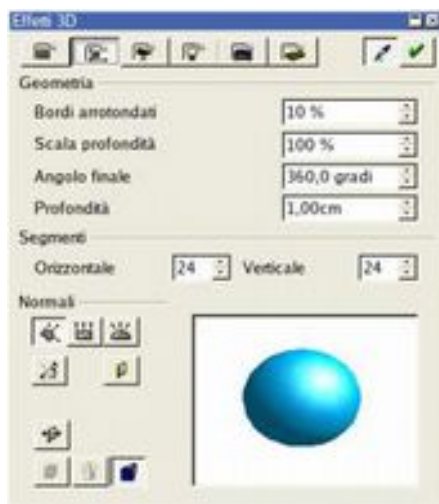 Effetti 3D
Geometria
Bordi arrotondati 10 %
Scala profondità 100 %
Angolo finale 360,0 gradi
Profondità 1,00cm
Segmenti
Orizzontale 24 Verticale 24
Normali